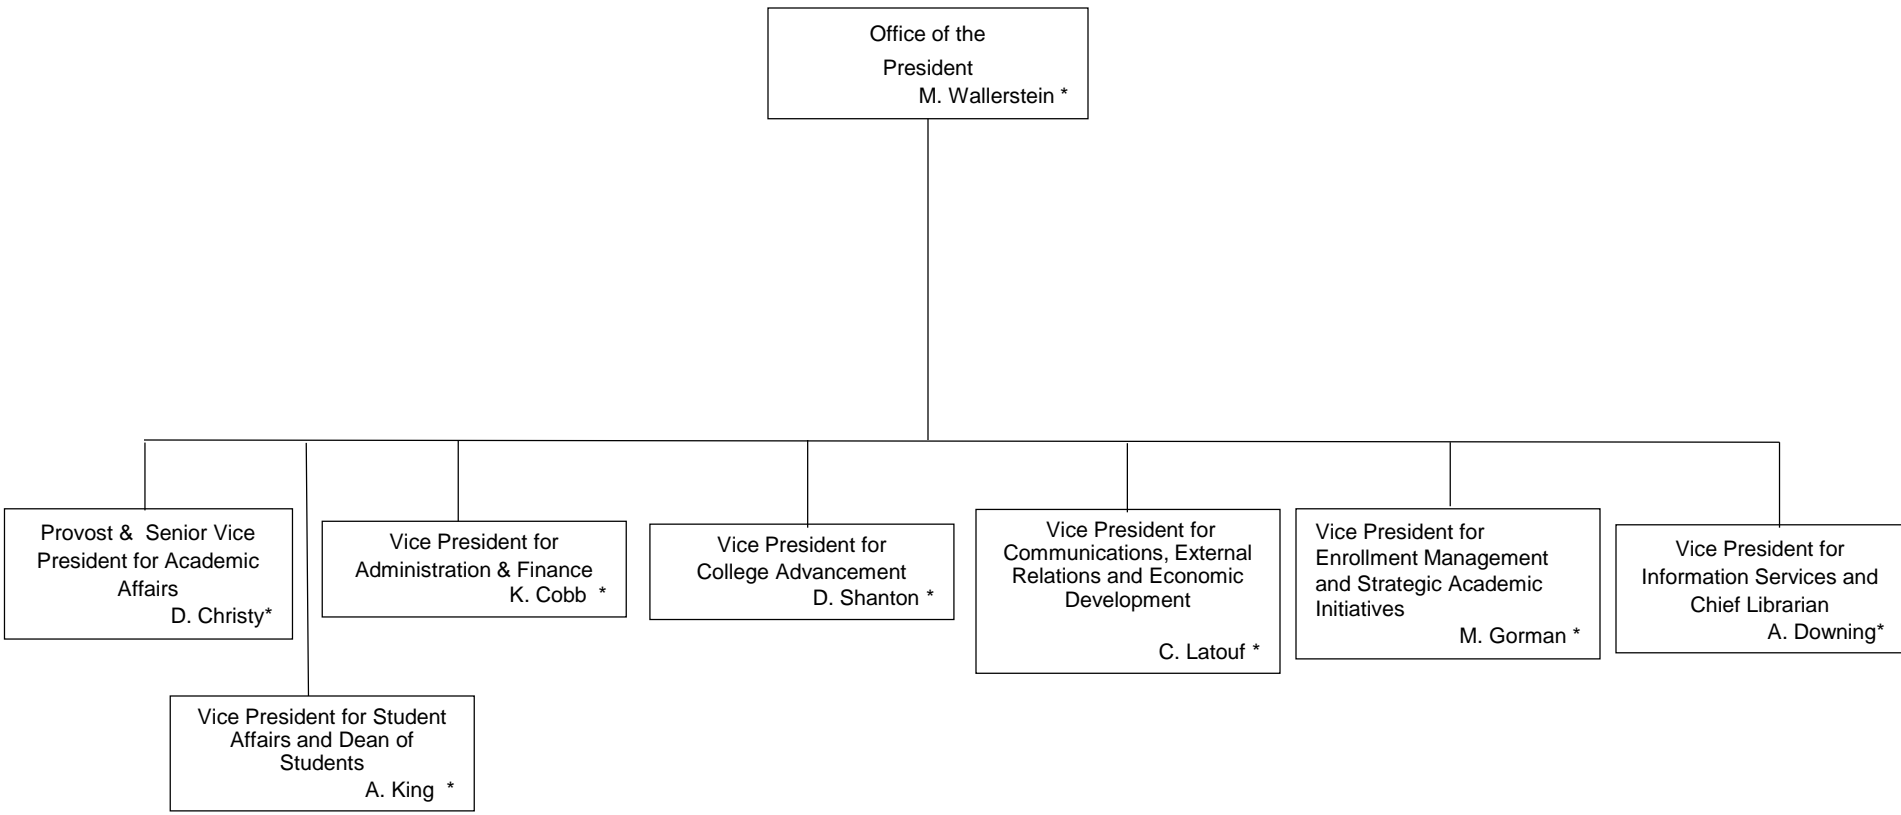 Office of the
President
M. Wallerstein *
Provost &  Senior Vice
President for Academic
Affairs
D. Christy*
Vice President for
Administration & Finance
K. Cobb  *
Vice President for
College Advancement
D. Shanton *
Vice President for
Communications, External
Relations and Economic
Development
C. Latouf *
Vice President for
Enrollment Management
and Strategic Academic
Initiatives
M. Gorman *
Vice President for
Information Services and
Chief Librarian
A. Downing*
Vice President for Student
Affairs and Dean of
Students
A. King  *